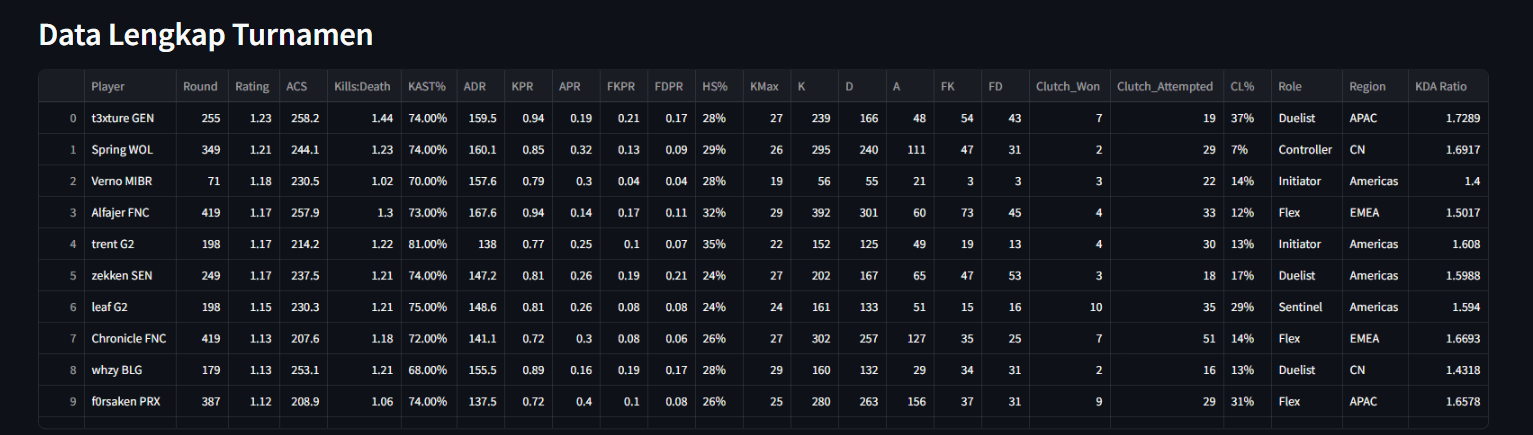 Data Lengkap Turnamen
Player Round Rating ACS Kills:Death KAST% ADR KPR APR FKPR FDPR HS% KMax K D A FK FD Clutch_Won Clutch_Attempted CL% Role Region KDA Ratio
0 t3xture GEN 255 1.23 258.2 1.44 74.00% 159.5 0.94 0.19 0.21 0.17 28% 27 239 166 48 54 43 7 19 37% Duelist APAC 1.7289
1 Spring WOL 349 1.21 244.1 1.23 74.00% 160.1 0.85 0.32 0.13 0.09 29% 26 295 240 111 47 31 2 29 7% Controller CN 1.6917
2 Verno MIBR 71 1.18 230.5 1.02 70.00% 157.6 0.79 0.3 0.04 0.04 28% 19 56 55 21 3 3 3 22 14% Initiator Americas 1.4
3 Alfajer FNC 419 1.17 257.9 1.3 73.00% 167.6 0.94 0.14 0.17 0.11 32% 29 392 301 60 73 45 4 33 12% Flex EMEA 1.5017
4 trent G2 198 1.17 214.2 1.22 81.00% 138 0.77 0.25 0.1 0.07 35% 22 152 125 49 19 13 4 30 13% Initiator Americas 1.608
5 zekken SEN 249 1.17 237.5 1.21 74.00% 147.2 0.81 0.26 0.19 0.21 24% 27 202 167 65 47 53 3 18 17% Duelist Americas 1.5988
6 leaf G2 198 1.15 230.3 1.21 75.00% 148.6 0.81 0.26 0.08 0.08 24% 24 161 133 51 15 16 10 35 29% Sentinel Americas 1.594
7 Chronicle FNC 419 1.13 207.6 1.18 72.00% 141.1 0.72 0.3 0.08 0.06 26% 27 302 257 127 35 25 7 51 14% Flex EMEA 1.6693
8 whzy BLG 179 1.13 253.1 1.21 68.00% 155.5 0.89 0.16 0.19 0.17 28% 29 160 132 29 34 31 2 16 13% Duelist CN 1.4318
9 f0rsaken PRX 387 1.12 208.9 1.06 74.00% 137.5 0.72 0.4 0.1 0.08 26% 25 280 263 156 37 31 9 29 31% Flex APAC 1.6578